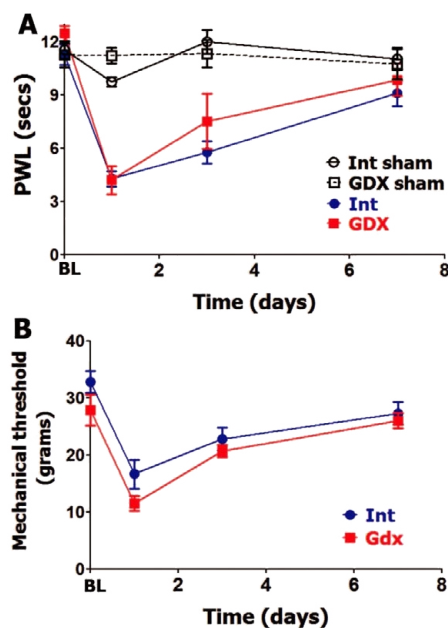 A
PWL (secs)
12
9
6
3
0
BL
2
4
6
8
Time (days)
Int sham
GDX sham
Int
GDX
B
Mechanical threshold
(grams)
40
30
20
10
0
BL
2
4
6
8
Time (days)
Int
Gdx